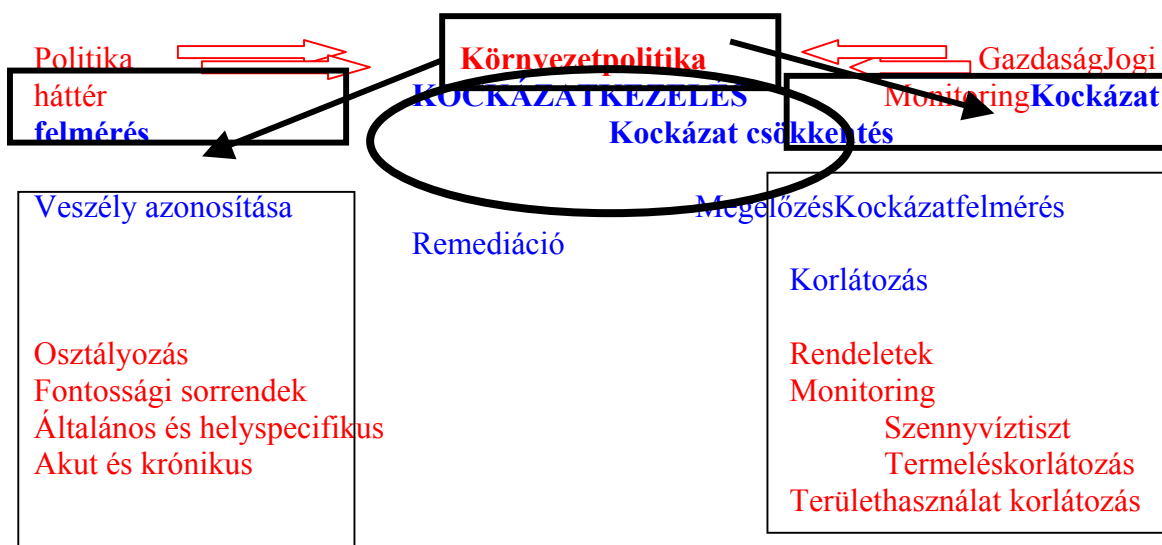 Politika Környezetpolitika GazdaságJogi
háttér KOCKÁZATKEZELÉS MonitoringKockázat
felmérés Kockázat csökkentés
Veszély azonosítása MegelőzésKockázatfelmérés
Remediáció
Korlátozás
Osztályozás Rendeletek
Fontossági sorrendek Monitoring
Általános és helyspecifikus Szennyvíztiszt
Akut és krónikus Termeléskorlátozás
Területhasználat korlátozás